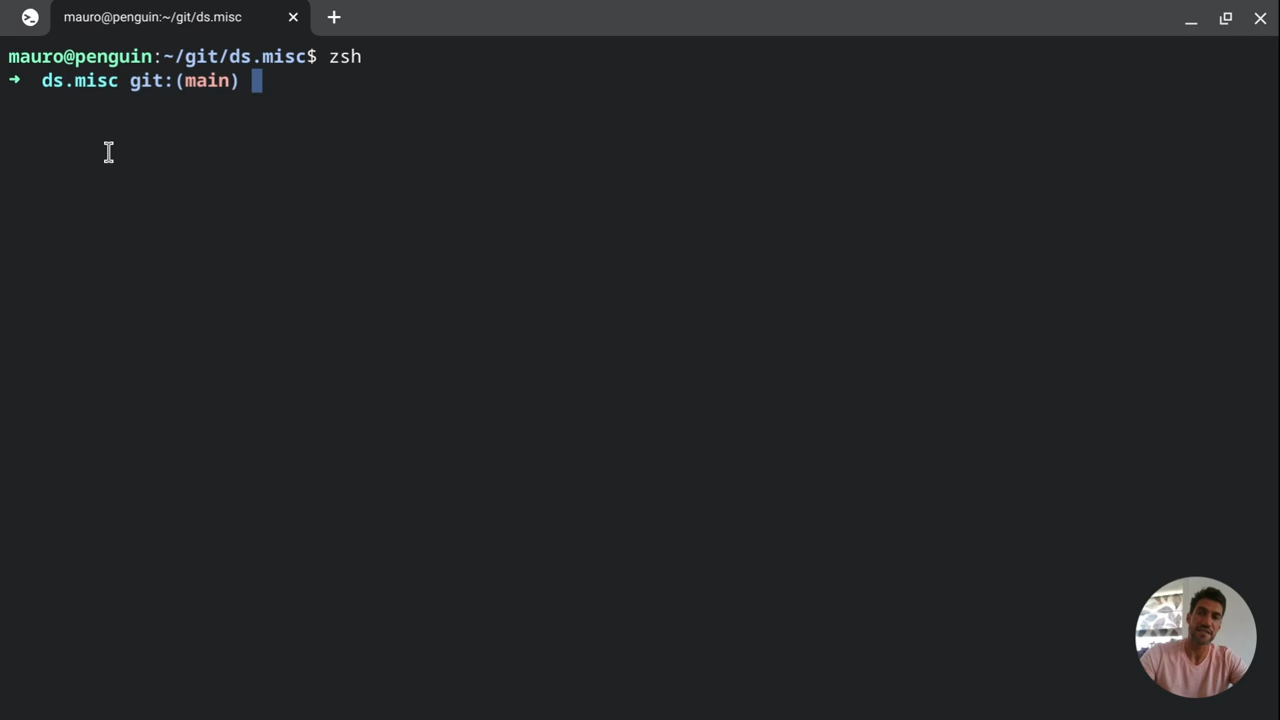 mauro@penguin:~/git/ds.misc
mauro@penguin:~/git/ds.misc$ zsh
➜ ds.misc git:(main)